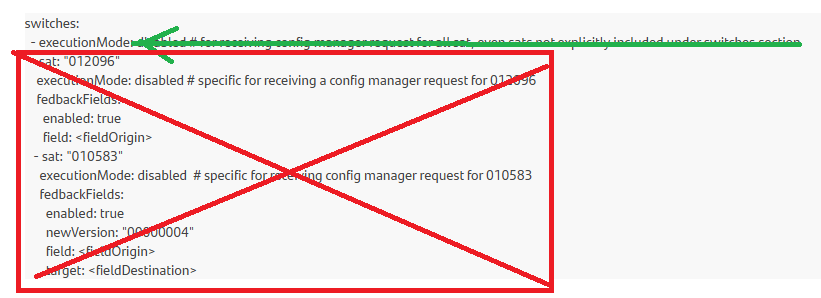 switches:
- executionMode: disabled # for receiving config manager request for all sat, even sats not explicitly included under switches section
- sat: "012096"
executionMode: disabled # specific for receiving a config manager request for 012096
fedbackFields:
enabled: true
field: <fieldOrigin>
- sat: "010583"
executionMode: disabled # specific for receiving config manager request for 010583
fedbackFields:
enabled: true
newVersion: "00000004"
field: <fieldOrigin>
target: <fieldDestination>